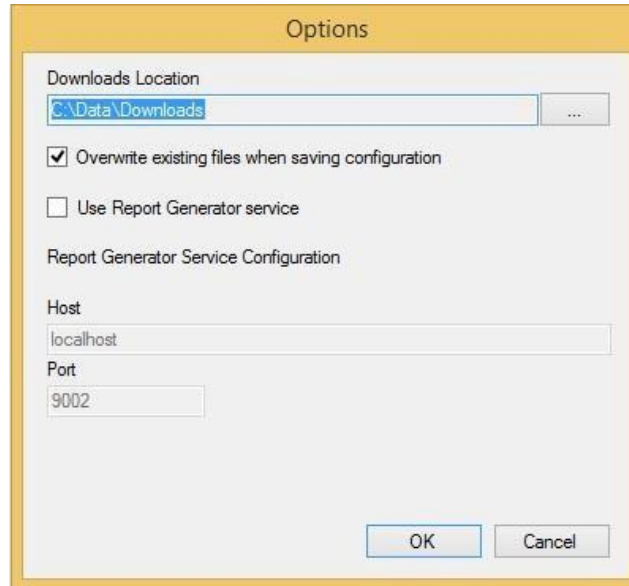 Options
Downloads Location
C:\Data\Downloads
...
Overwrite existing files when saving configuration
Use Report Generator service
Report Generator Service Configuration
Host
localhost
Port
9002
OK
Cancel